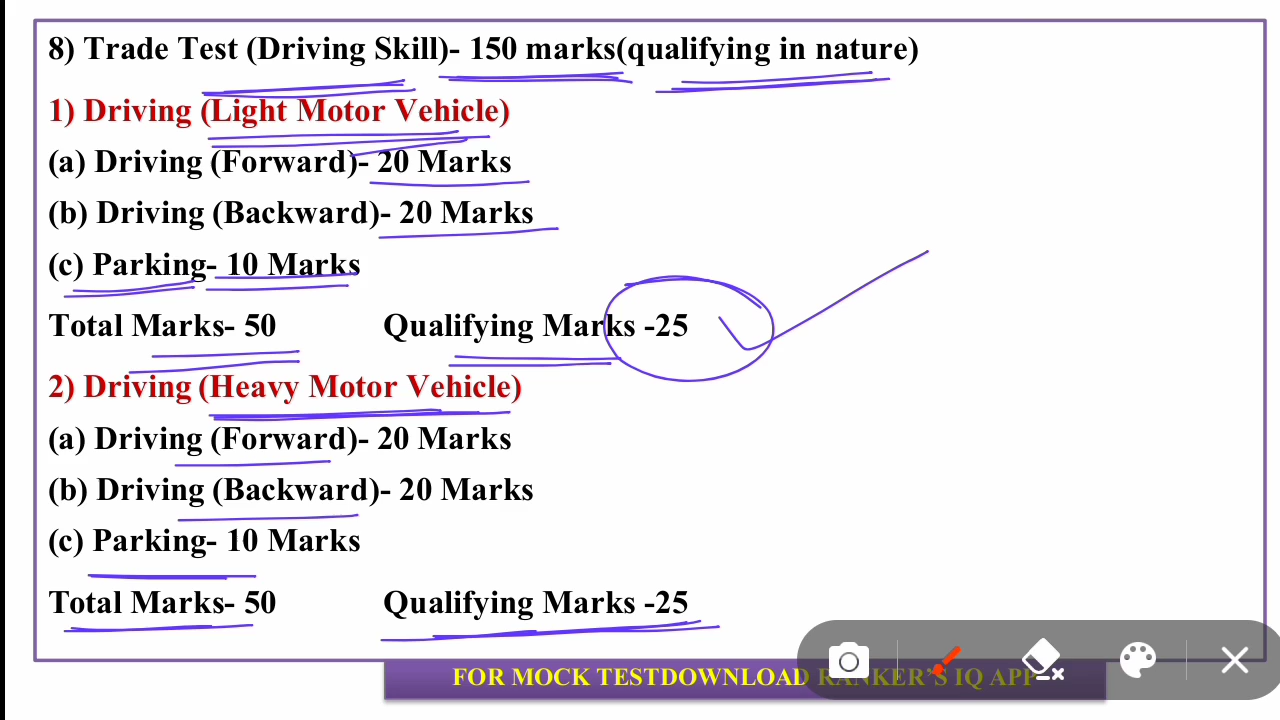 8) Trade Test (Driving Skill)- 150 marks(qualifying in nature)
1) Driving (Light Motor Vehicle)
(a) Driving (Forward)- 20 Marks
(b) Driving (Backward)- 20 Marks
(c) Parking- 10 Marks
Total Marks- 50 Qualifying Marks -25
2) Driving (Heavy Motor Vehicle)
(a) Driving (Forward)- 20 Marks
(b) Driving (Backward)- 20 Marks
(c) Parking- 10 Marks
Total Marks- 50 Qualifying Marks -25
FOR MOCK TESTDOWNLOAD RANKER'S IQ APP